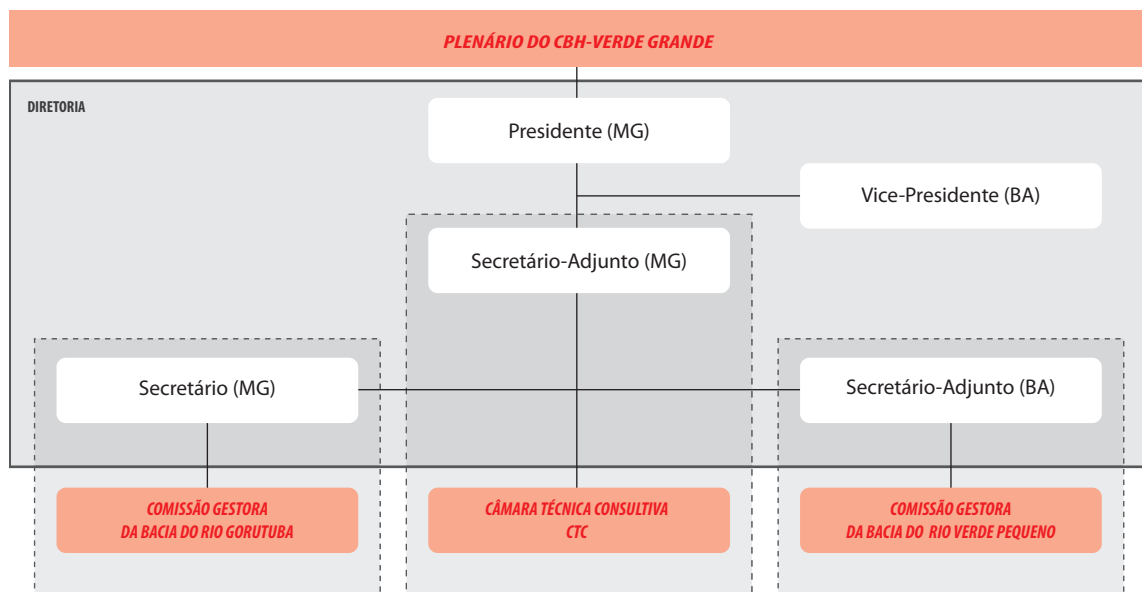 PLENÁRIO DO CBH-VERDE GRANDE
DIRETORIA
Presidente (MG)
Vice-Presidente (BA)
Secretário-Adjunto (MG)
Secretário (MG)
Secretário-Adjunto (BA)
COMISSÃO GESTORA
DA BACIA DO RIO GORUTUBA
CÂMARA TÉCNICA CONSULTIVA
CTC
COMISSÃO GESTORA
DA BACIA DO RIO VERDE PEQUENO